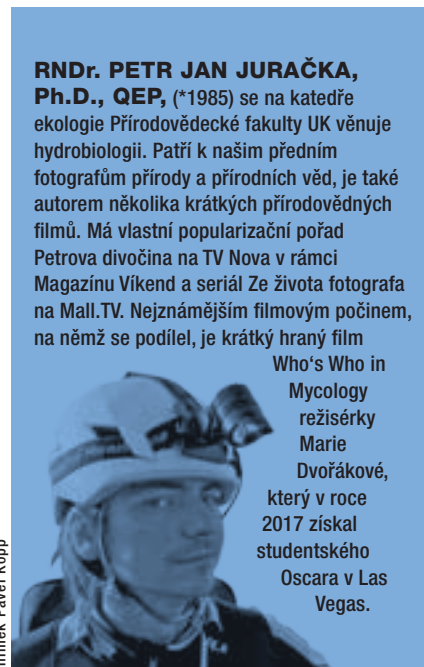 RNDr. PETR JAN JURAČKA,
Ph.D., QEP, (*1985) se na katedře
ekologie Přírodovědecké fakulty UK věnuje
hydrobiologii. Patří k našim předním
fotografům přírody a přírodních věd, je také
autorem několika krátkých přírodovědných
filmů. Má vlastní popularizační pořad
Petrova divočina na TV Nova v rámci
Magazínu Víkend a seriál Ze života fotografa
na Mall.TV. Nejznámějším filmovým počinem,
na němž se podílel, je krátký hraný film
Who‘s Who in
Mycology
režisérky
Marie
Dvořákové,
který v roce
2017 získal
studentského
Oscara v Las
Vegas.
Pavel Kopp